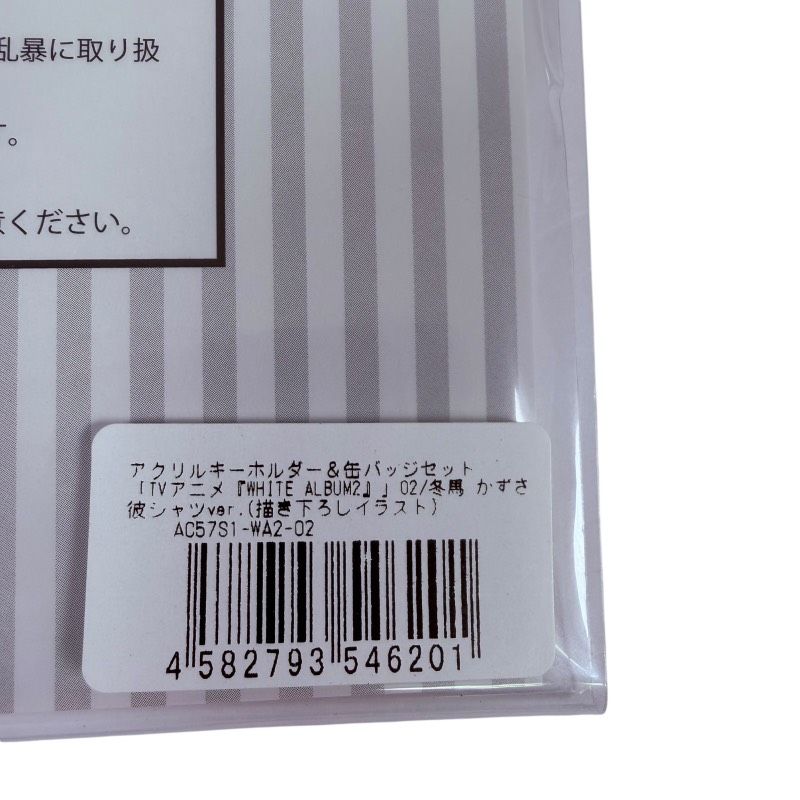 乱暴に取り扱
す。
ください。
アクリルキーホルダー&缶バッジセット
「TVアニメ『WHITE ALBUM2』」02/冬馬 かずさ
彼シャツver.(描き下ろしイラスト)
AC57S1-WA2-02
4 582793 546201